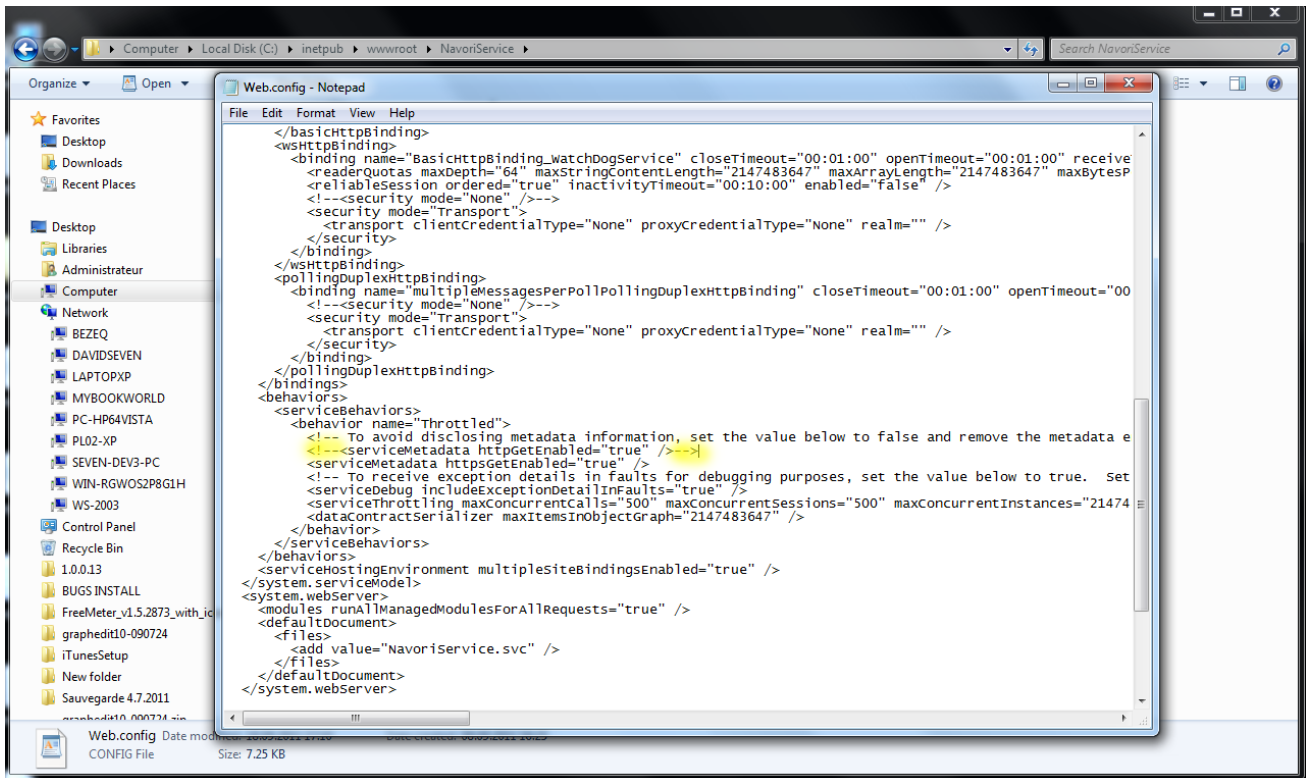 Computer ▸ Local Disk (C:) ▸ inetpub ▸ wwwroot ▸ NavoriService ▸
Search NavoriService
Organize
Open
Favorites
Desktop
Downloads
Recent Places
Desktop
Libraries
Administrateur
Computer
Network
BEZEQ
DAVIDSEVEN
LAPTOPXP
MYBOOKWORLD
PC-HP64VISTA
PL02-XP
SEVEN-DEV3-PC
WIN-RGWOS2P8G1H
WS-2003
Control Panel
Recycle Bin
1.0.0.13
BUGS INSTALL
FreeMeter_v1.5.2873_with_ic
graphedit10-090724
iTunesSetup
New folder
Sauvegarde 4.7.2011
graphedit10-090724.zip
Web.config - Notepad
File Edit Format View Help
</basicHttpBinding>
<wsHttpBinding>
<binding name="BasicHttpBinding_WatchDogService" closeTimeout="00:01:00" openTimeout="00:01:00" receive
<readerQuotas maxDepth="64" maxStringContentLength="2147483647" maxArrayLength="2147483647" maxBytesP
<reliableSession ordered="true" inactivityTimeout="00:10:00" enabled="false" />
<!--<security mode="None" />-->
<security mode="Transport">
<transport clientCredentialType="None" proxyCredentialType="None" realm="" />
</security>
</binding>
</wsHttpBinding>
<pollingDuplexHttpBinding>
<binding name="multipleMessagesPerPollPollingDuplexHttpBinding" closeTimeout="00:01:00" openTimeout="00
<!--<security mode="None" />-->
<security mode="Transport">
<transport clientCredentialType="None" proxyCredentialType="None" realm="" />
</security>
</binding>
</pollingDuplexHttpBinding>
</bindings>
<behaviors>
<serviceBehaviors>
<behavior name="Throttled">
<!-- To avoid disclosing metadata information, set the value below to false and remove the metadata e
<!--<serviceMetadata httpGetEnabled="true" />-->
<serviceMetadata httpsGetEnabled="true" />
<!-- To receive exception details in faults for debugging purposes, set the value below to true. Set
<serviceDebug includeExceptionDetailInFaults="true" />
<serviceThrottling maxConcurrentCalls="500" maxConcurrentSessions="500" maxConcurrentInstances="21474
<dataContractSerializer maxItemsInObjectGraph="2147483647" />
</behavior>
</serviceBehaviors>
</behaviors>
<serviceHostingEnvironment multipleSiteBindingsEnabled="true" />
</system.serviceModel>
<system.webServer>
<modules runAllManagedModulesForAllRequests="true" />
<defaultDocument>
<files>
<add value="NavoriService.svc" />
</files>
</defaultDocument>
</system.webServer>
Web.config Date
CONFIG File Size: 7.25 KB